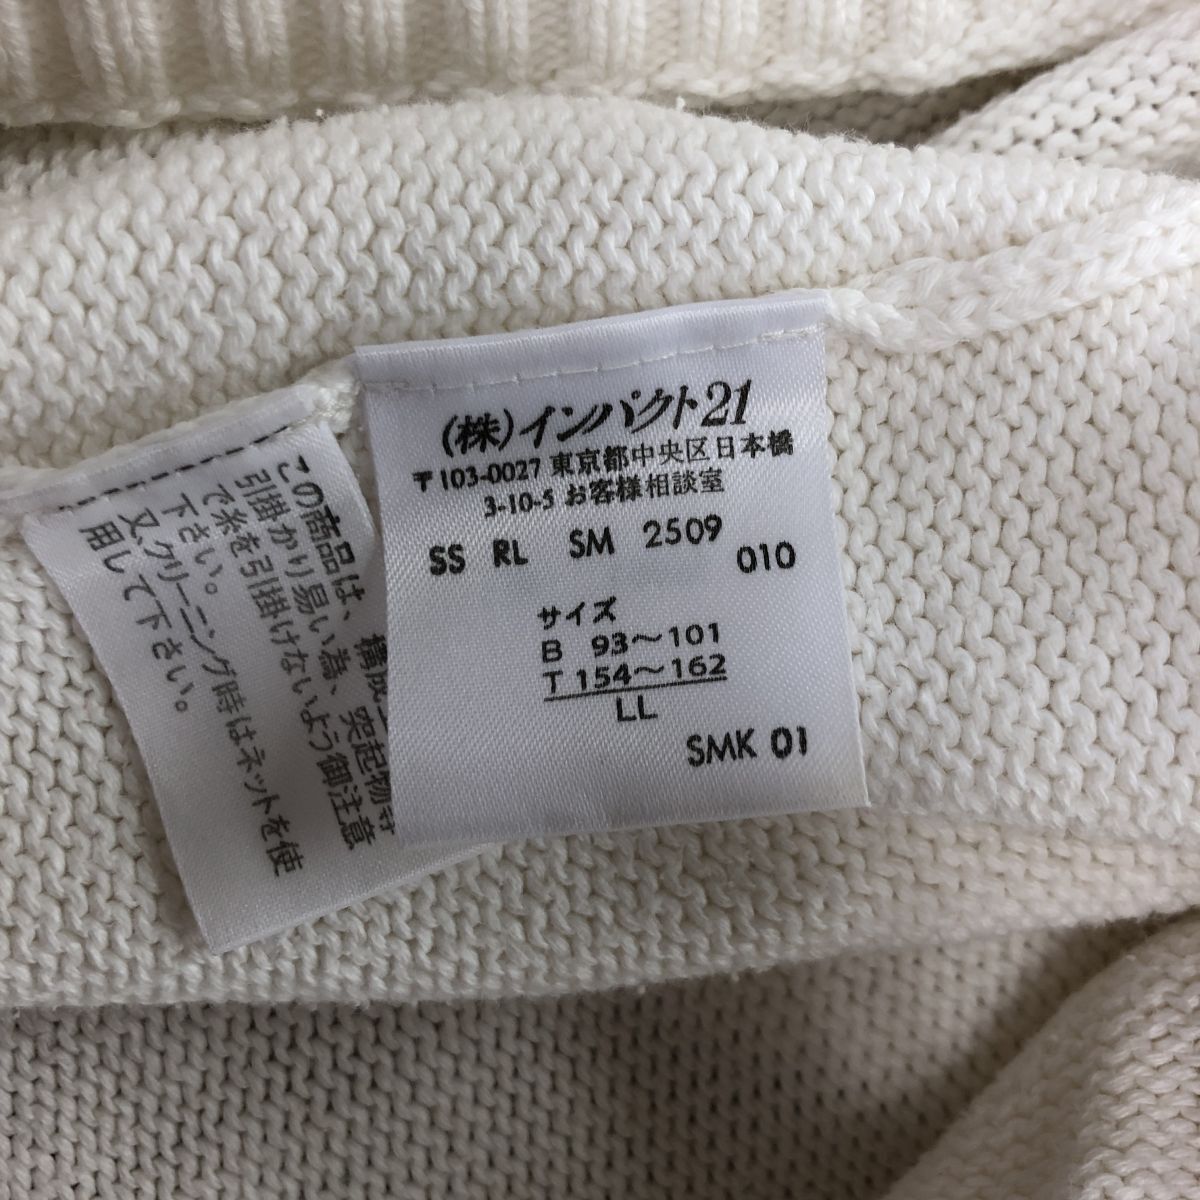 (株)インパクト21
〒103-0027 東京都中央区日本橋
3-10-5 お客様相談室
SS RL SM 2509
010
サイズ
B 93〜101
T 154〜162
LL
SMK 01
この商品は、
引掛かり易い為、突起物等
で糸を引掛けないよう御注意
下さい。
又クリーニング時はネットを使
用して下さい。